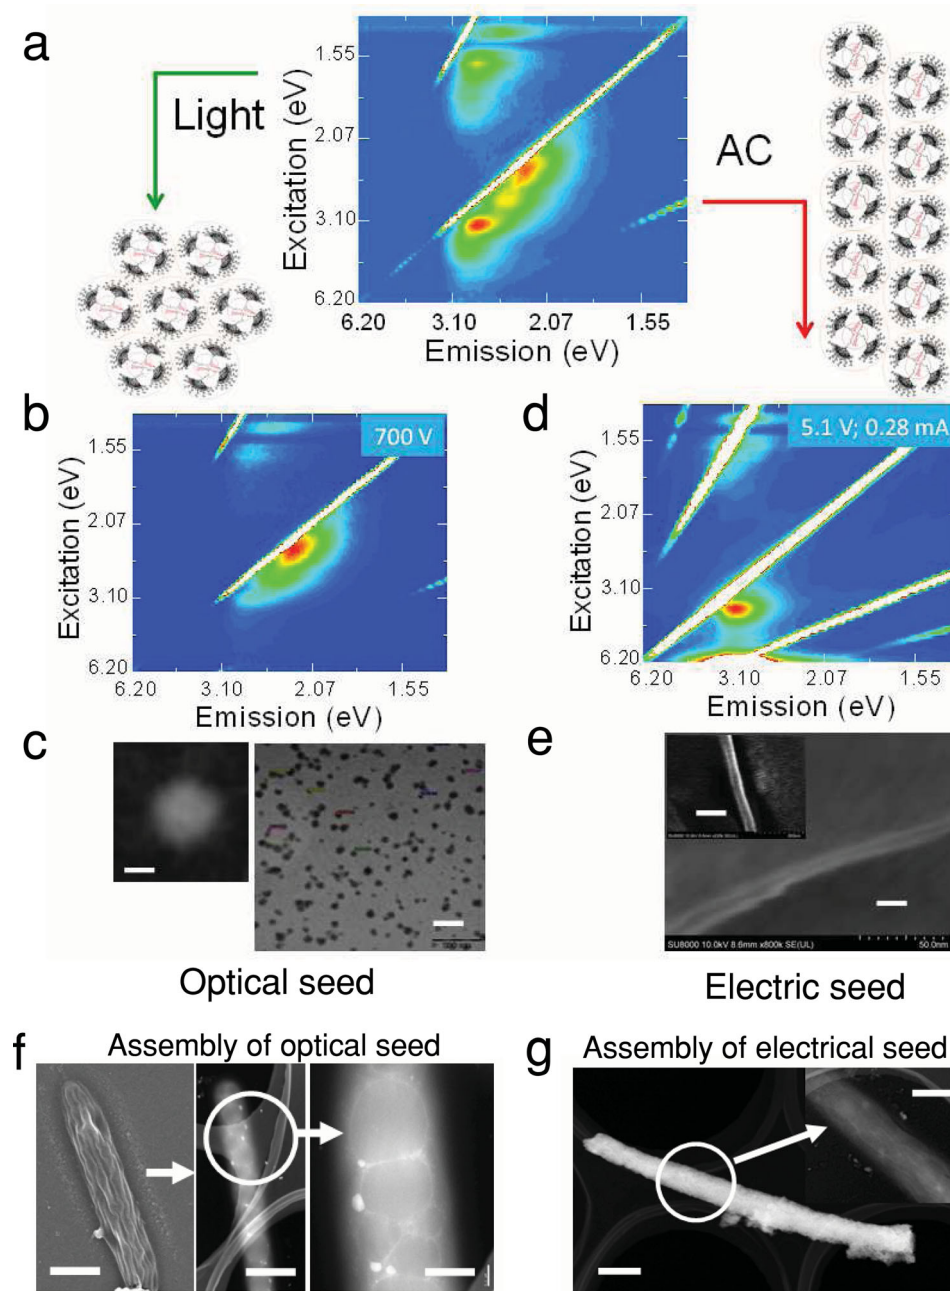 a
Light
AC
Excitation (eV)
1.55
2.07
3.10
6.20
6.20 3.10 2.07 1.55
Emission (eV)
b
700 V
Excitation (eV)
1.55
2.07
3.10
6.20
6.20 3.10 2.07 1.55
Emission (eV)
d
5.1 V; 0.28 mA
Excitation (eV)
1.55
2.07
3.10
6.20
6.20 3.10 2.07 1.55
Emission (eV)
c
Optical seed
e
SU8000 10.0kV 8.6mm x800k SE(UL)
50.0nm
Electric seed
f
Assembly of optical seed
g
Assembly of electrical seed